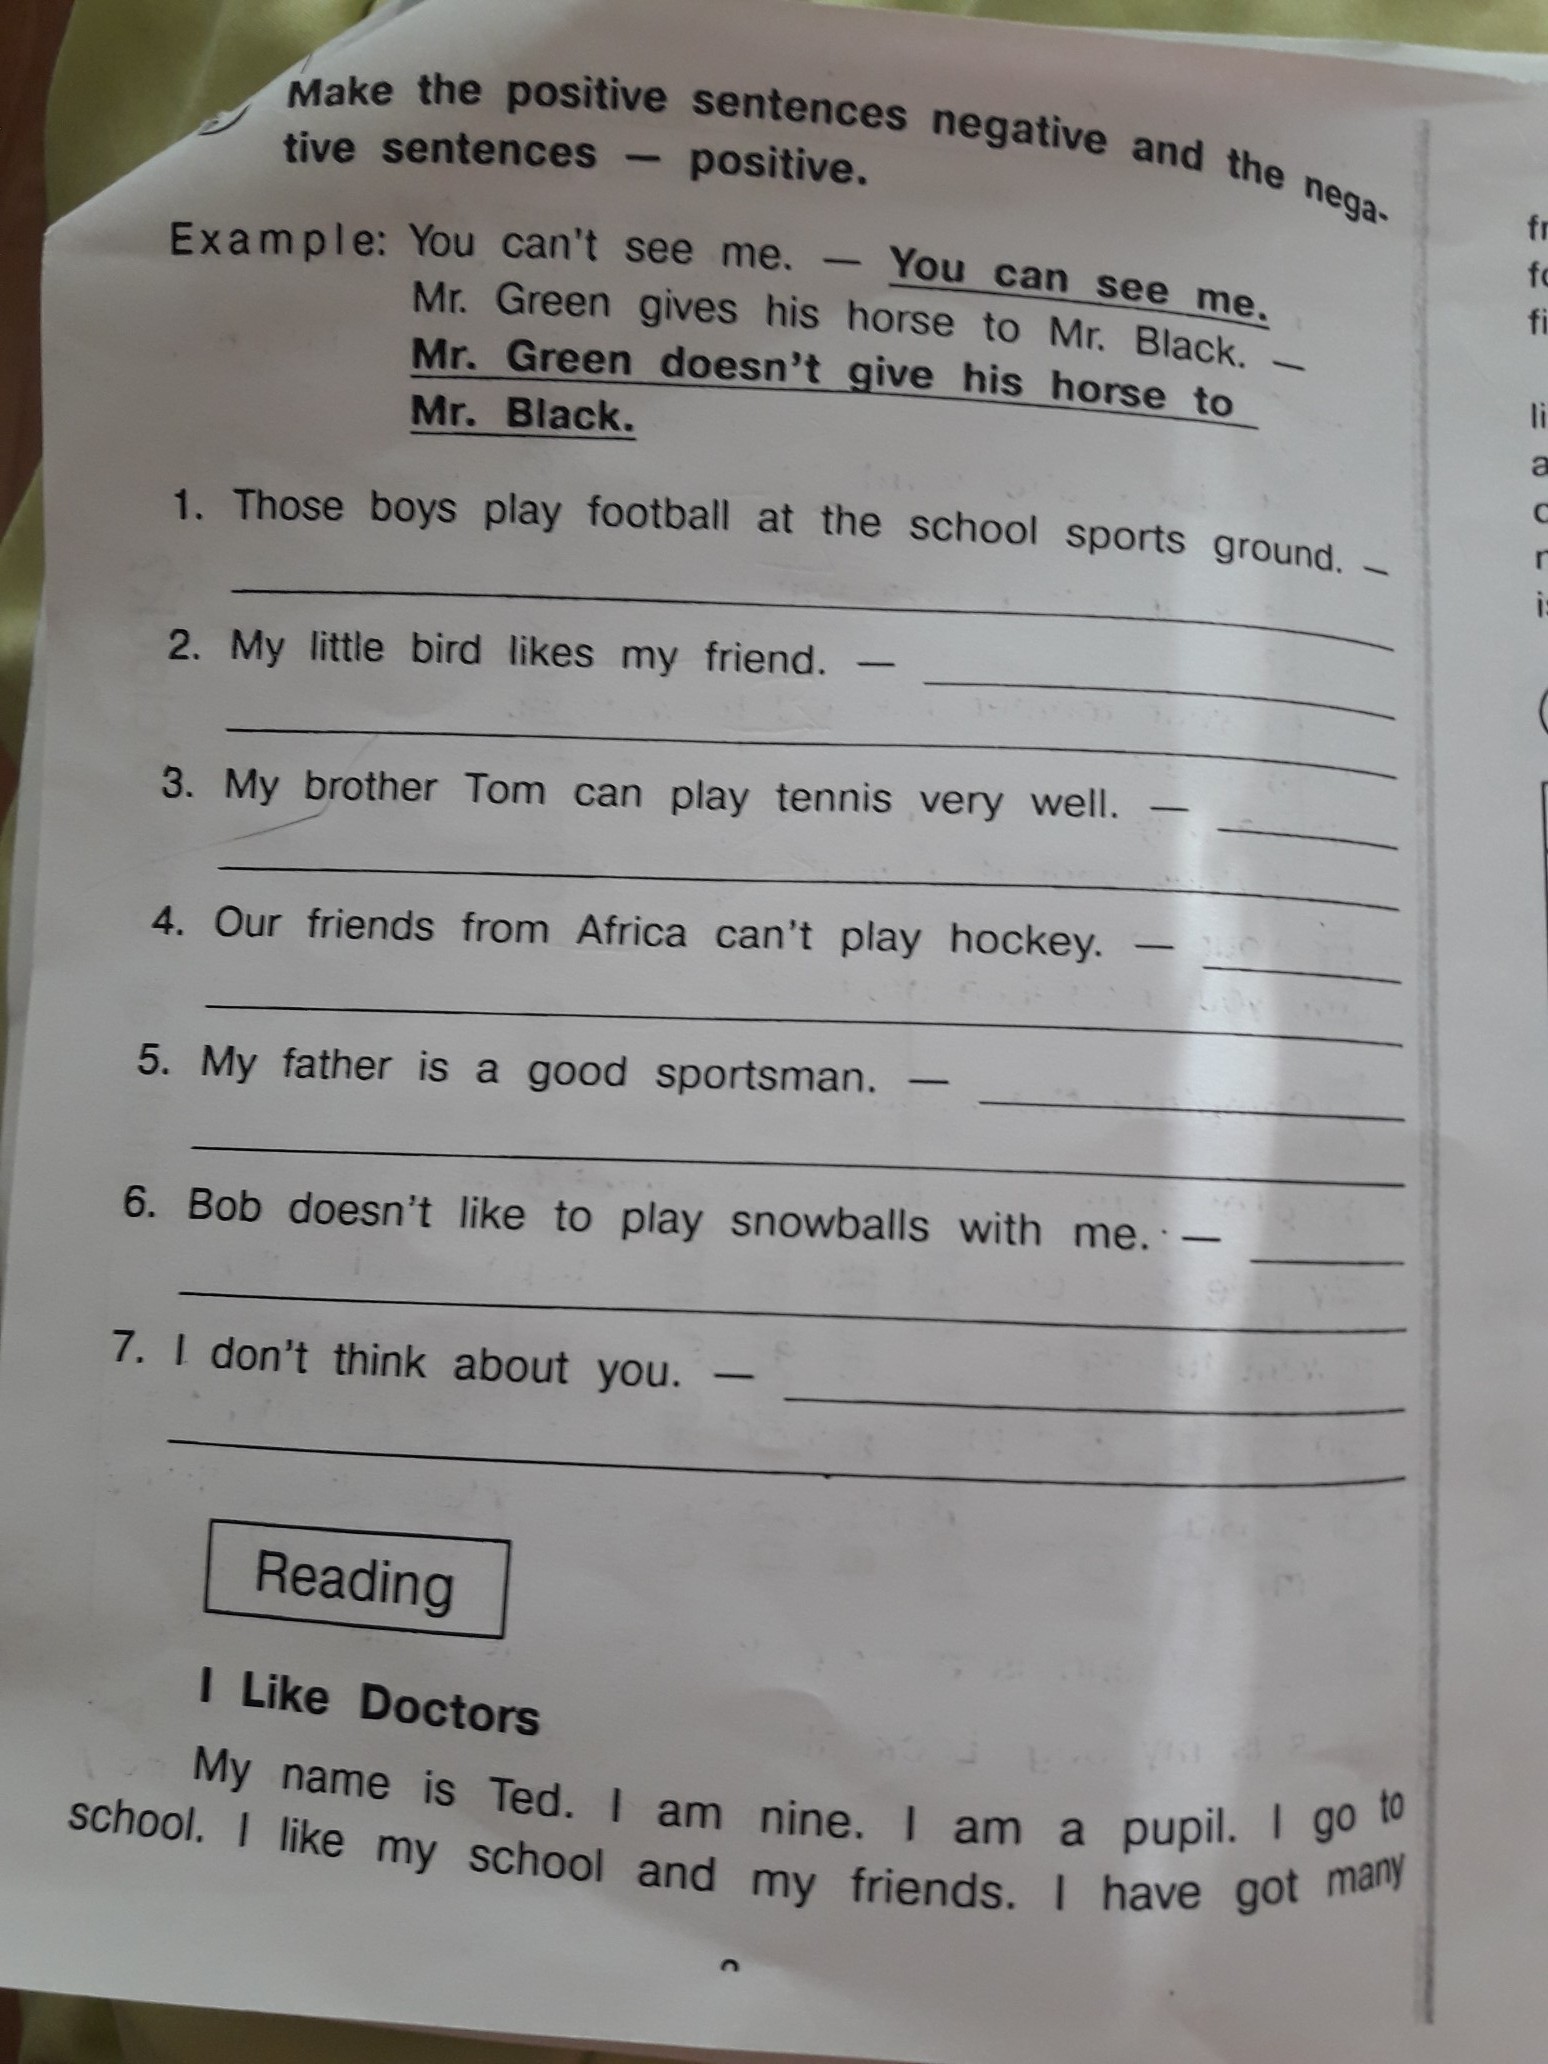 Make the positive sentences negative and the nega-
tive sentences — positive.
Example: You can't see me. — You can see me.
Mr. Green gives his horse to Mr. Black. —
Mr. Green doesn't give his horse to
Mr. Black.
1. Those boys play football at the school sports ground. —
2. My little bird likes my friend. —
3. My brother Tom can play tennis very well. —
4. Our friends from Africa can't play hockey. —
5. My father is a good sportsman. —
6. Bob doesn't like to play snowballs with me. —
7. I don't think about you. —
Reading
I Like Doctors
My name is Ted. I am nine. I am a pupil. I go to
school. I like my school and my friends. I have got many